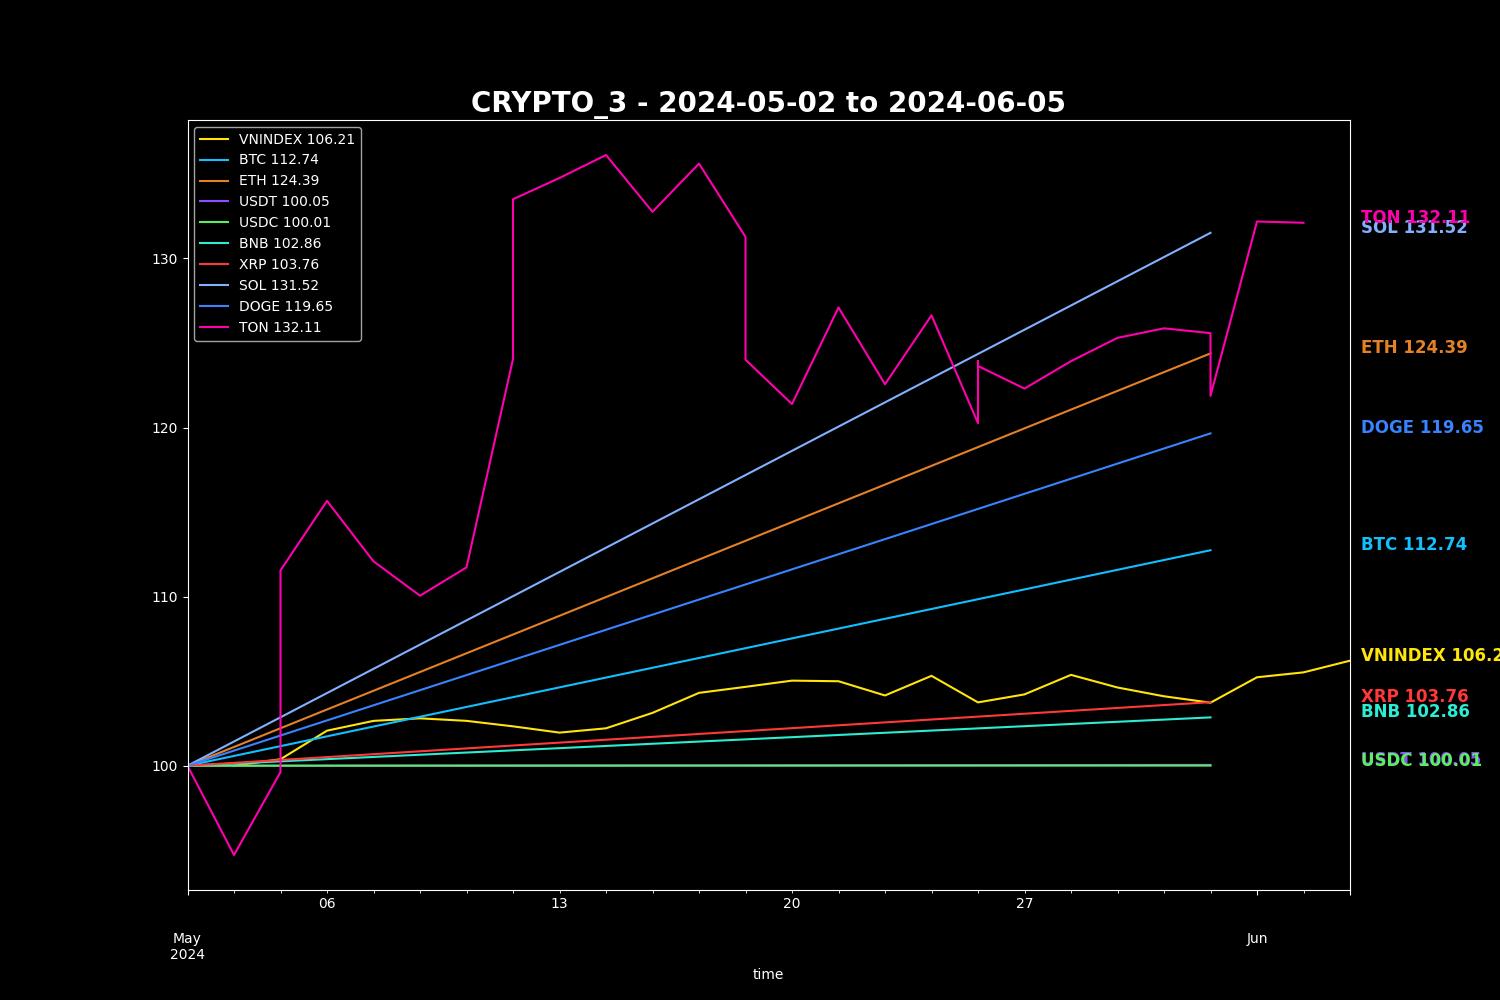 CRYPTO_3 - 2024-05-02 to 2024-06-05
VNINDEX 106.21
BTC 112.74
ETH 124.39
USDT 100.05
USDC 100.01
BNB 102.86
XRP 103.76
SOL 131.52
DOGE 119.65
TON 132.11
130
120
110
100
TON 132.11
SOL 131.52
ETH 124.39
DOGE 119.65
BTC 112.74
VNINDEX 106.2
XRP 103.76
BNB 102.86
USDC 100.01
06
13
20
27
May
2024
Jun
time